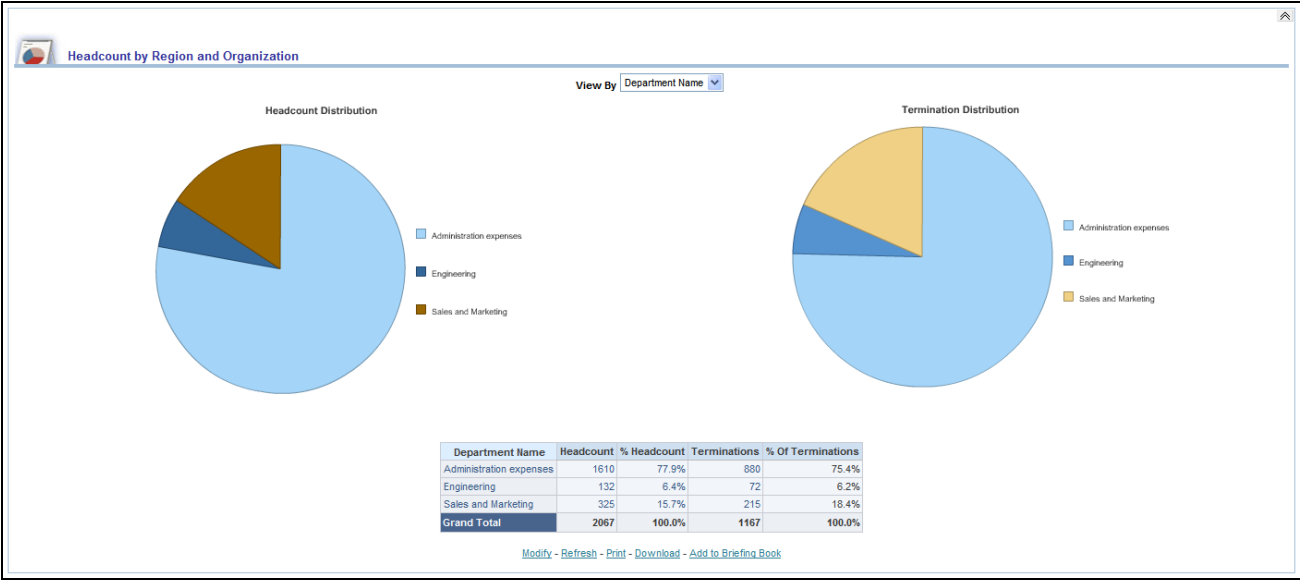 Headcount by Region and Organization
View By Department Name
Headcount Distribution
Administration expenses
Engineering
Sales and Marketing
Termination Distribution
Administration expenses
Engineering
Sales and Marketing
Department Name Headcount % Headcount Terminations % Of Terminations
Administration expenses 1610 77.9% 880 75.4%
Engineering 132 6.4% 72 6.2%
Sales and Marketing 325 15.7% 215 18.4%
Grand Total 2067 100.0% 1167 100.0%
Modify - Refresh - Print - Download - Add to Briefing Book